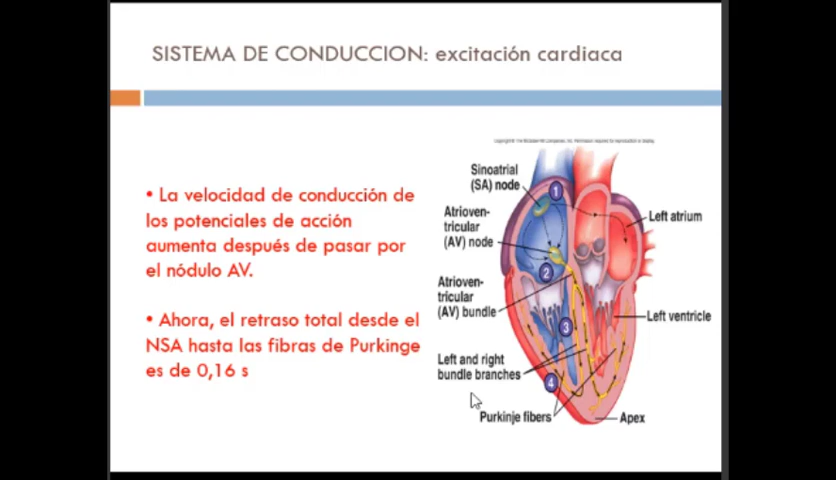 SISTEMA DE CONDUCCION: excitación cardiaca
• La velocidad de conducción de
los potenciales de acción
aumenta después de pasar por
el nódulo AV.
• Ahora, el retraso total desde el
NSA hasta las fibras de Purkinge
es de 0,16 s
Sinoatrial
(SA) node
Atrioven-
tricular
(AV) node
Atrioven-
tricular
(AV) bundle
Left and right
bundle branches
Purkinje fibers
Apex
Left atrium
Left ventricle
1
2
3
4